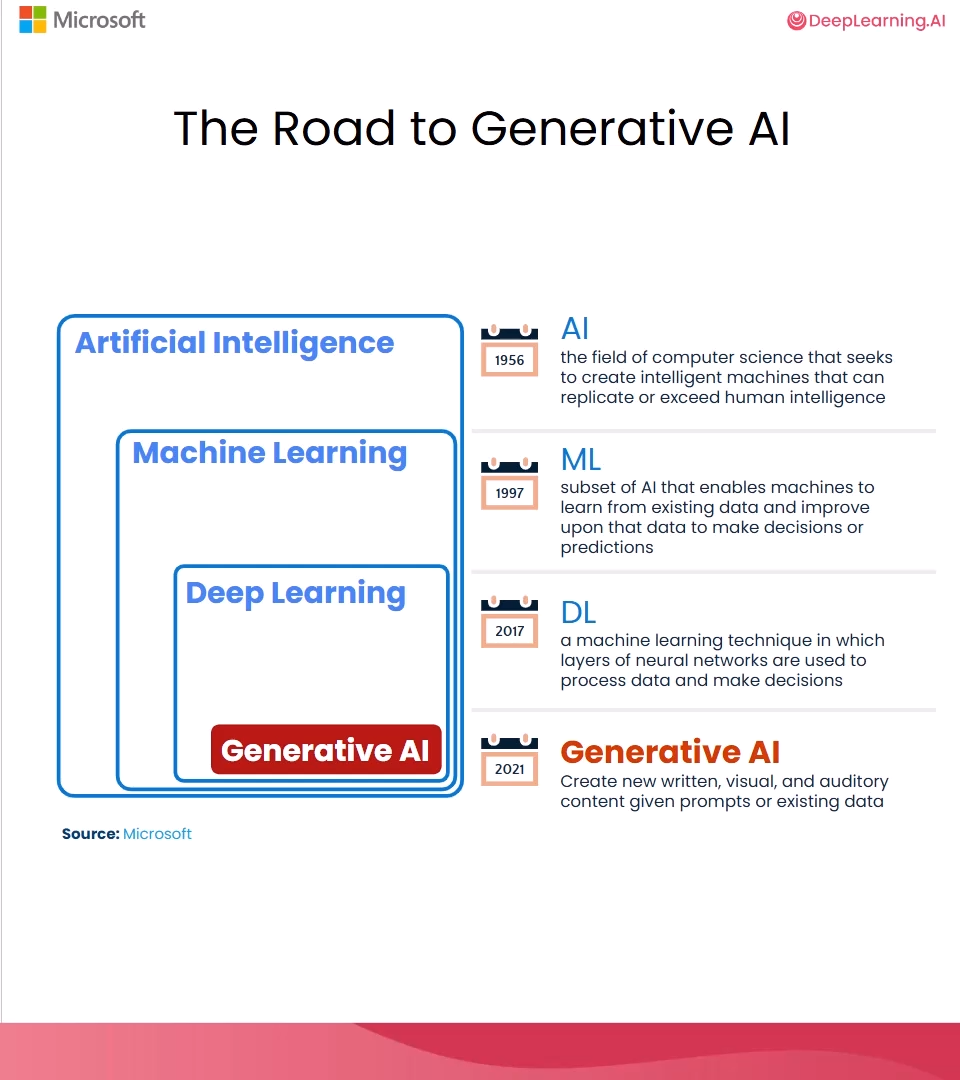 Microsoft
DeepLearning.AI
The Road to Generative AI
Artificial Intelligence
Machine Learning
Deep Learning
Generative AI
Source: Microsoft
1956
AI
the field of computer science that seeks
to create intelligent machines that can
replicate or exceed human intelligence
1997
ML
subset of AI that enables machines to
learn from existing data and improve
upon that data to make decisions or
predictions
2017
DL
a machine learning technique in which
layers of neural networks are used to
process data and make decisions
2021
Generative AI
Create new written, visual, and auditory
content given prompts or existing data